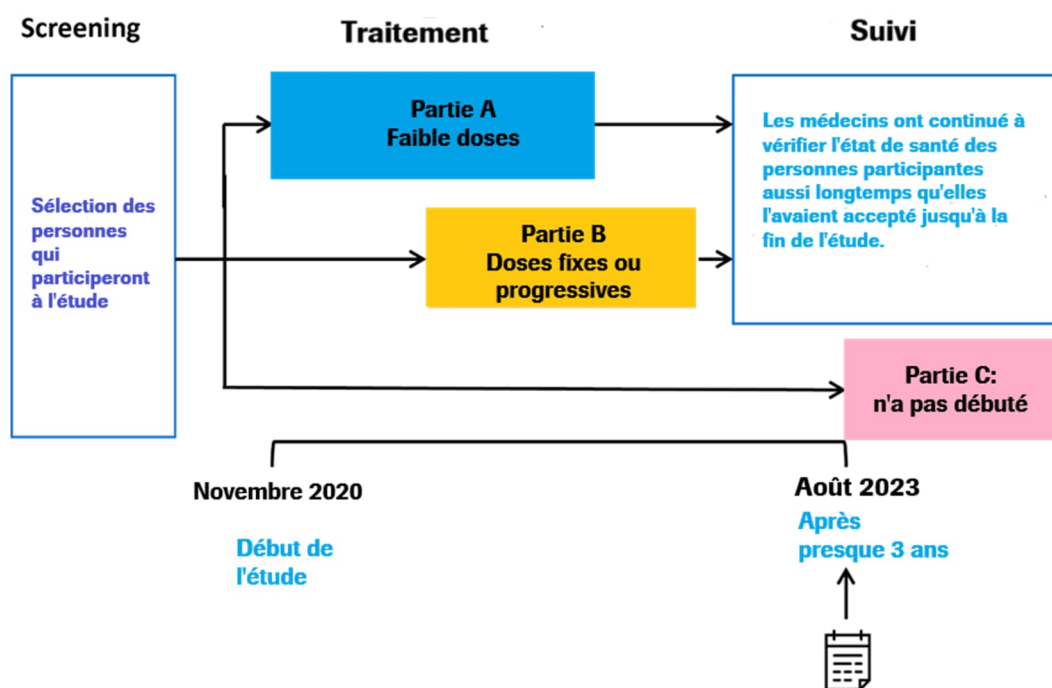 Screening
Traitement
Suivi
Sélection des
personnes
qui
participeront
à l'étude
Partie A
Faible doses
Partie B
Doses fixes ou
progressives
Les médecins ont continué à
vérifier l'état de santé des
personnes participantes
aussi longtemps qu'elles
l'avaient accepté jusqu'à la
fin de l'étude.
Partie C:
n'a pas débuté
Novembre 2020
Début de
l'étude
Août 2023
Après
presque 3 ans